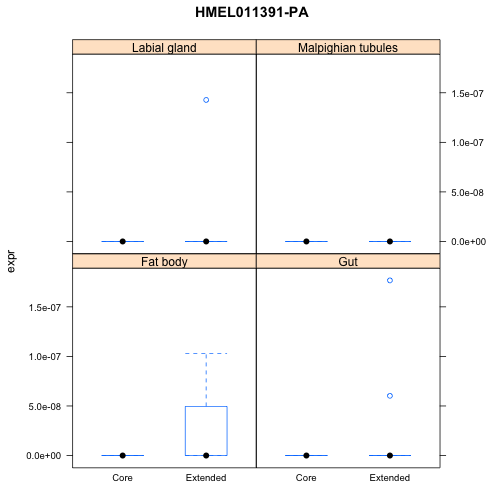 HMEL011391-PA
Labial gland
Malpighian tubules
1.5e-07
1.0e-07
5.0e-08
0.0e+00
expr
Fat body
Gut
1.5e-07
1.0e-07
5.0e-08
0.0e+00
Core
Extended
Core
Extended